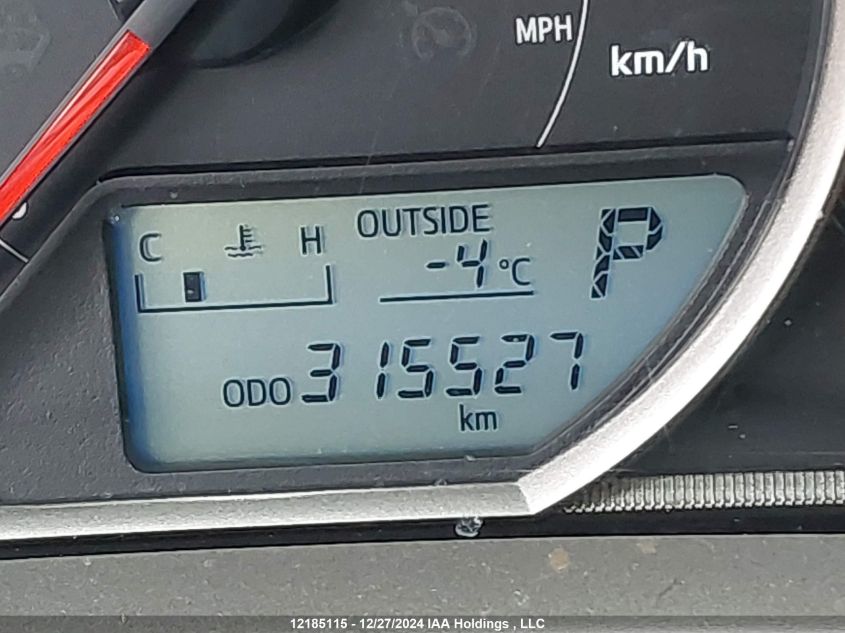 MPH
km/h
OUTSIDE
C H
-4°C
P
ODO 315527
km
12185115 - 12/27/2024 IAA Holdings , LLC